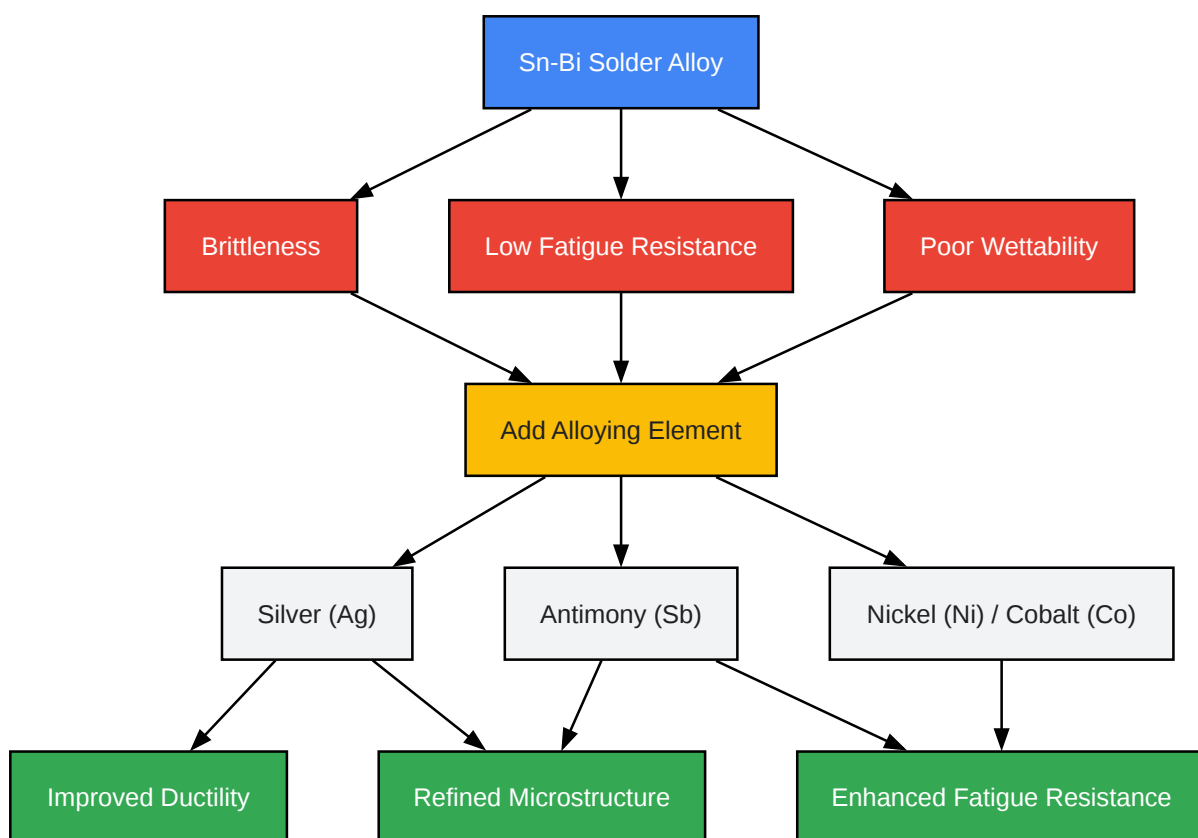 Sn-Bi Solder Alloy
Brittleness
Low Fatigue Resistance
Poor Wettability
Add Alloying Element
Silver (Ag)
Antimony (Sb)
Nickel (Ni) / Cobalt (Co)
Improved Ductility
Refined Microstructure
Enhanced Fatigue Resistance